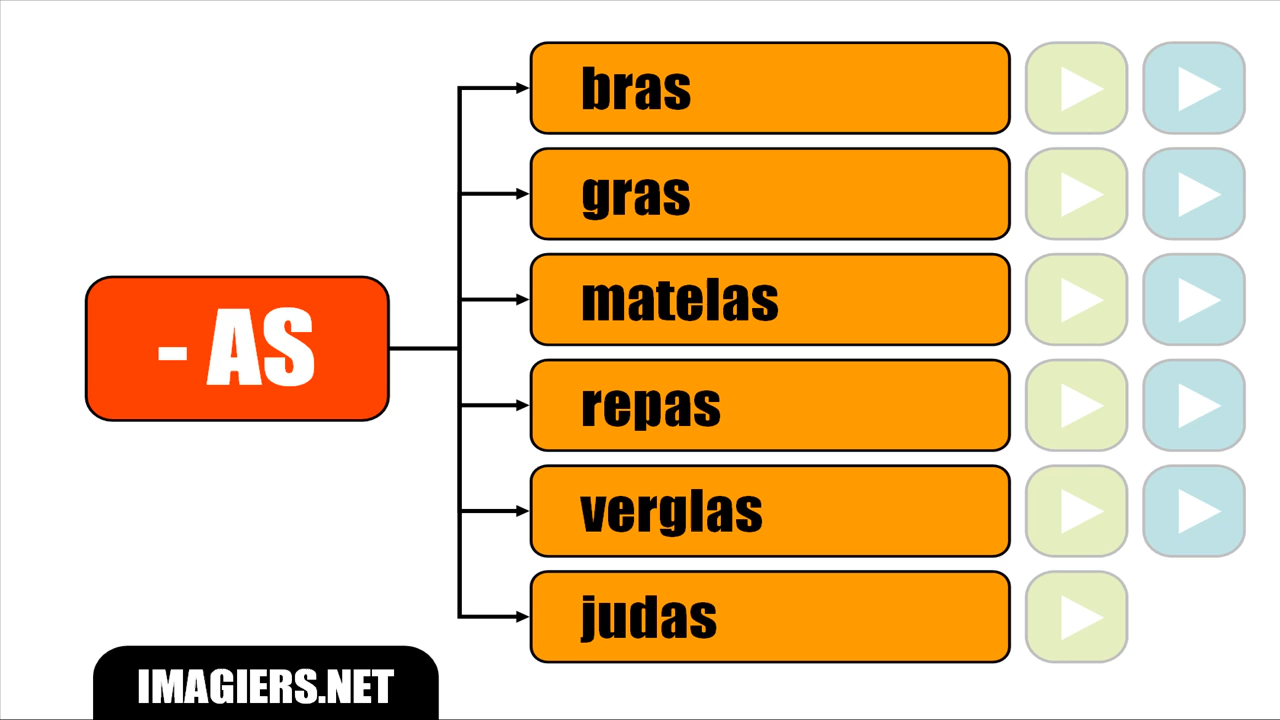 - AS
bras
gras
matelas
repas
verglas
judas
IMAGIERS.NET